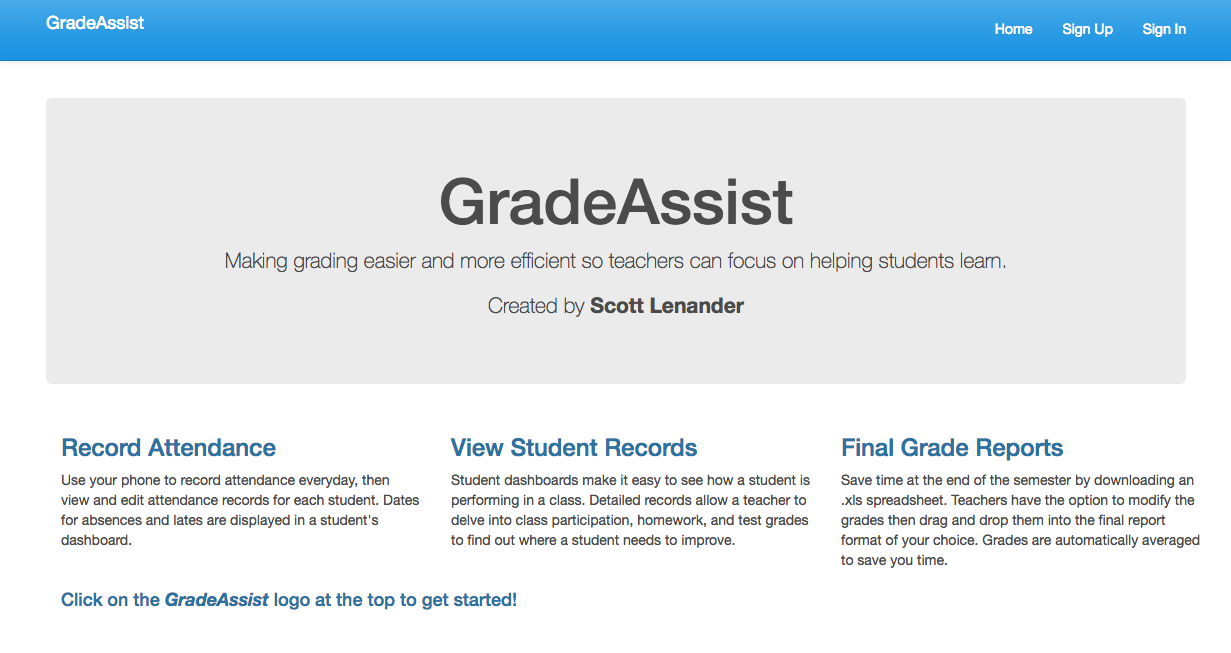 GradeAssist
Home Sign Up Sign In
GradeAssist
Making grading easier and more efficient so teachers can focus on helping students learn.
Created by Scott Lenander
Record Attendance
Use your phone to record attendance everyday, then
view and edit attendance records for each student. Dates
for absences and lates are displayed in a student's
dashboard.
View Student Records
Student dashboards make it easy to see how a student is
performing in a class. Detailed records allow a teacher to
delve into class participation, homework, and test grades
to find out where a student needs to improve.
Final Grade Reports
Save time at the end of the semester by downloading an
.xls spreadsheet. Teachers have the option to modify the
grades then drag and drop them into the final report
format of your choice. Grades are automatically averaged
to save you time.
Click on the GradeAssist logo at the top to get started!